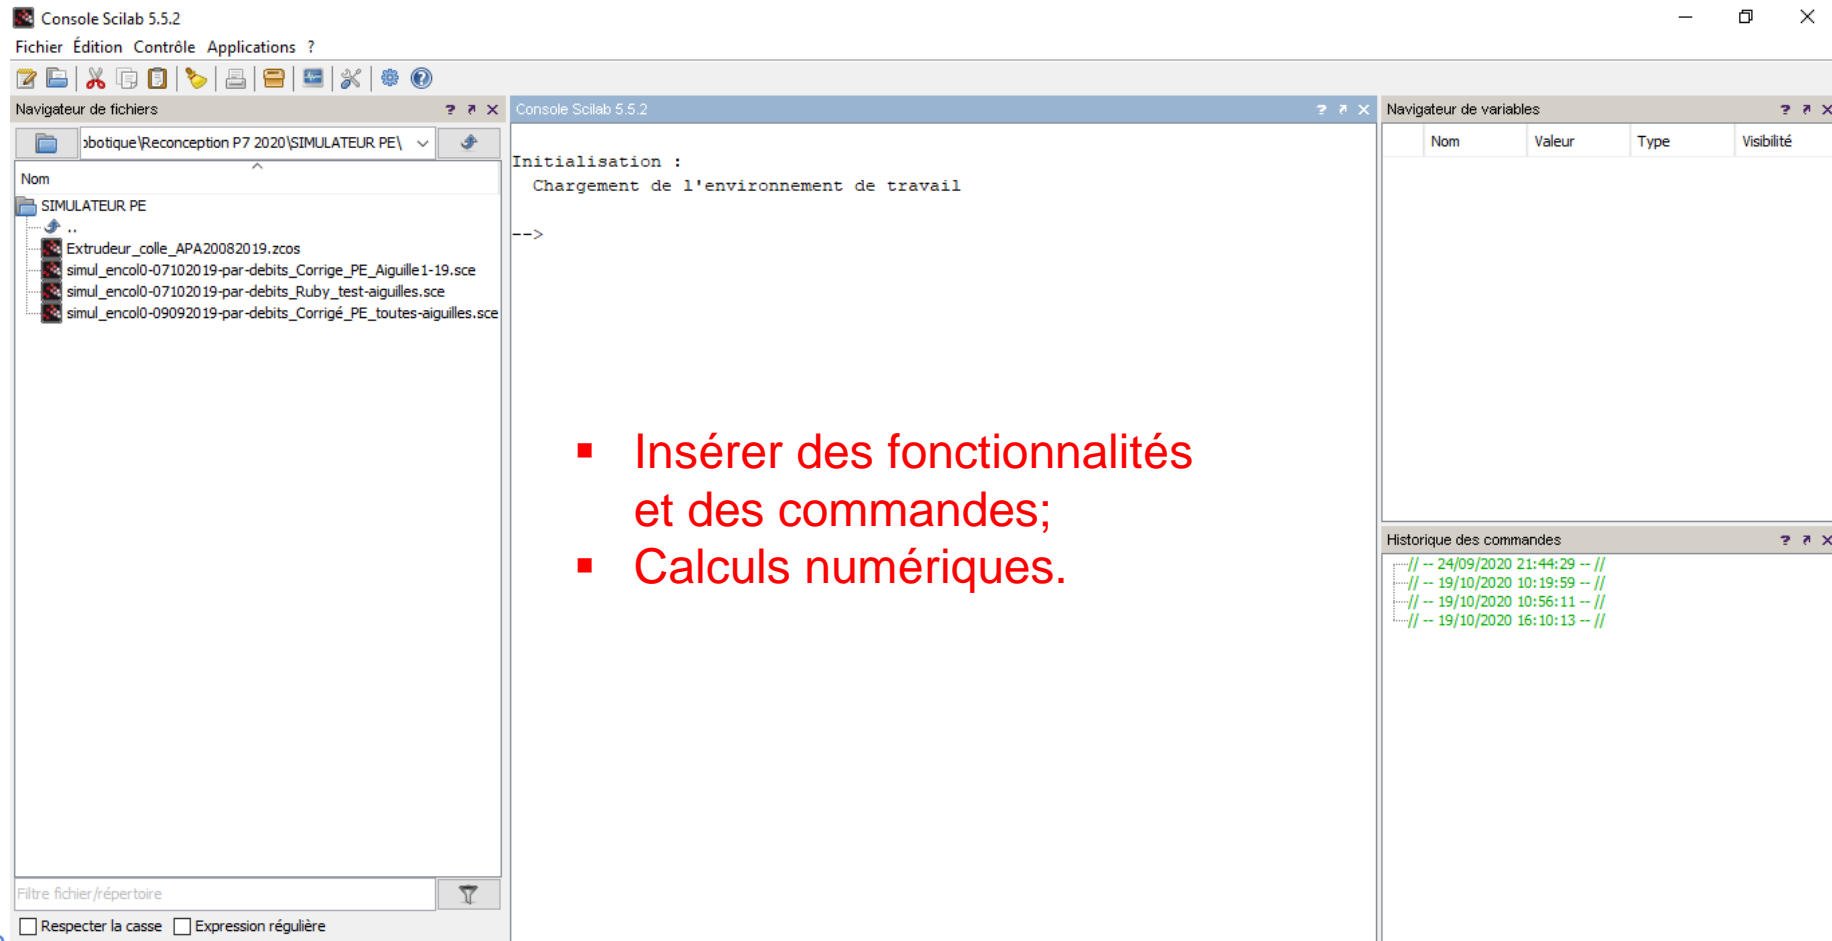 Console Scilab 5.5.2
Fichier Édition Contrôle Applications ?
Navigateur de fichiers
obotique\Reconception P7 2020\SIMULATEUR PE\
Nom
SIMULATEUR PE
..
Extrudeur_colle_APA20082019.zcos
simul_encol0-07102019-par-debits_Corrige_PE_Aiguille1-19.sce
simul_encol0-07102019-par-debits_Ruby_test-aiguilles.sce
simul_encol0-09092019-par-debits_Corrigé_PE_toutes-aiguilles.sce
Filtre fichier/répertoire
Respecter la casse Expression régulière
Console Scilab 5.5.2
Initialisation :
Chargement de l'environnement de travail
-->
▪ Insérer des fonctionnalités
et des commandes;
▪ Calculs numériques.
Navigateur de variables
Nom Valeur Type Visibilité
Historique des commandes
// -- 24/09/2020 21:44:29 -- //
// -- 19/10/2020 10:19:59 -- //
// -- 19/10/2020 10:56:11 -- //
// -- 19/10/2020 16:10:13 -- //